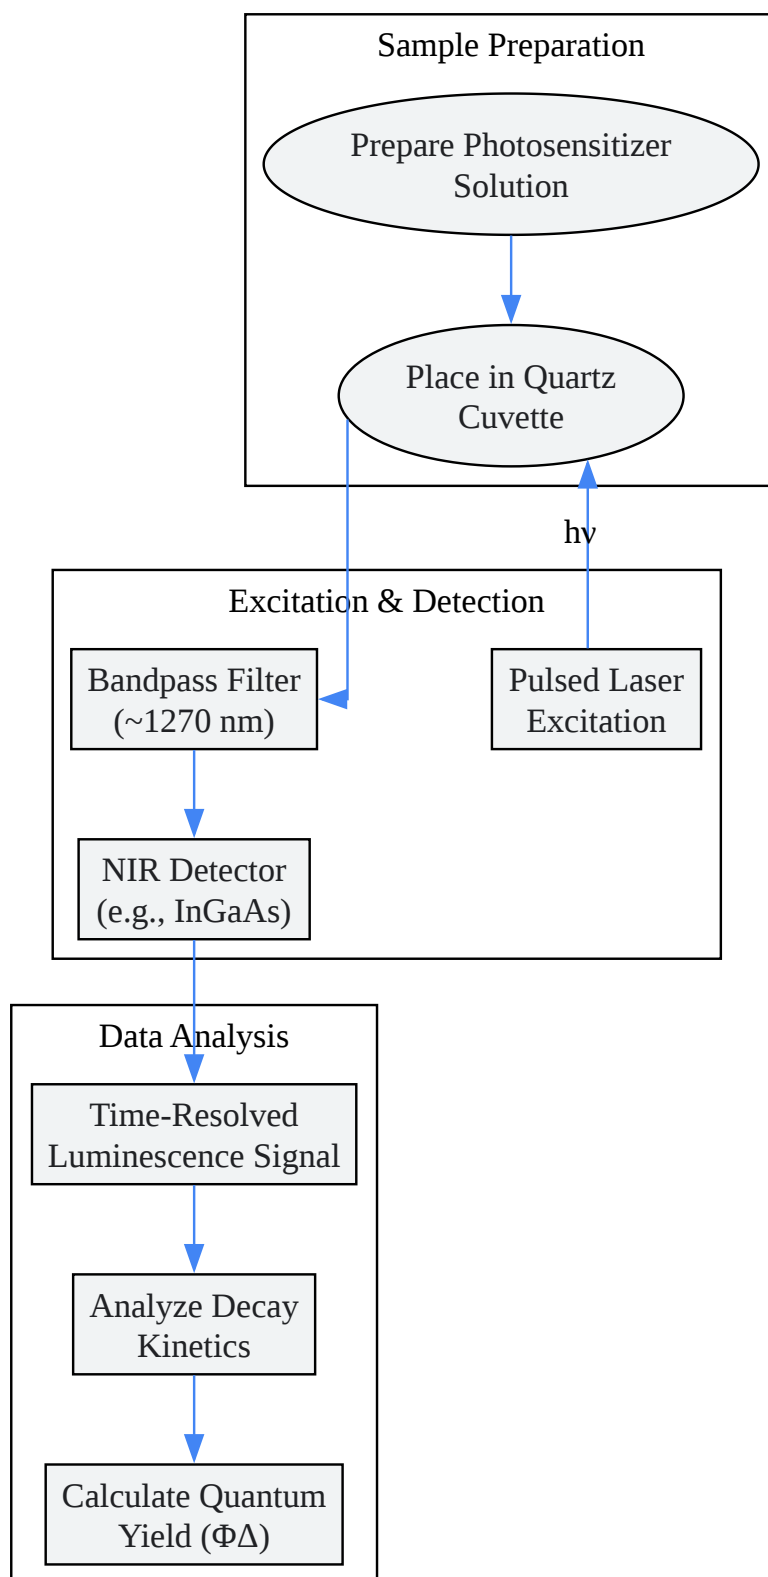 Sample Preparation
Prepare Photosensitizer
Solution
Place in Quartz
Cuvette
hν
Excitation & Detection
Bandpass Filter
(~1270 nm)
Pulsed Laser
Excitation
NIR Detector
(e.g., InGaAs)
Data Analysis
Time-Resolved
Luminescence Signal
Analyze Decay
Kinetics
Calculate Quantum
Yield (ΦΔ)